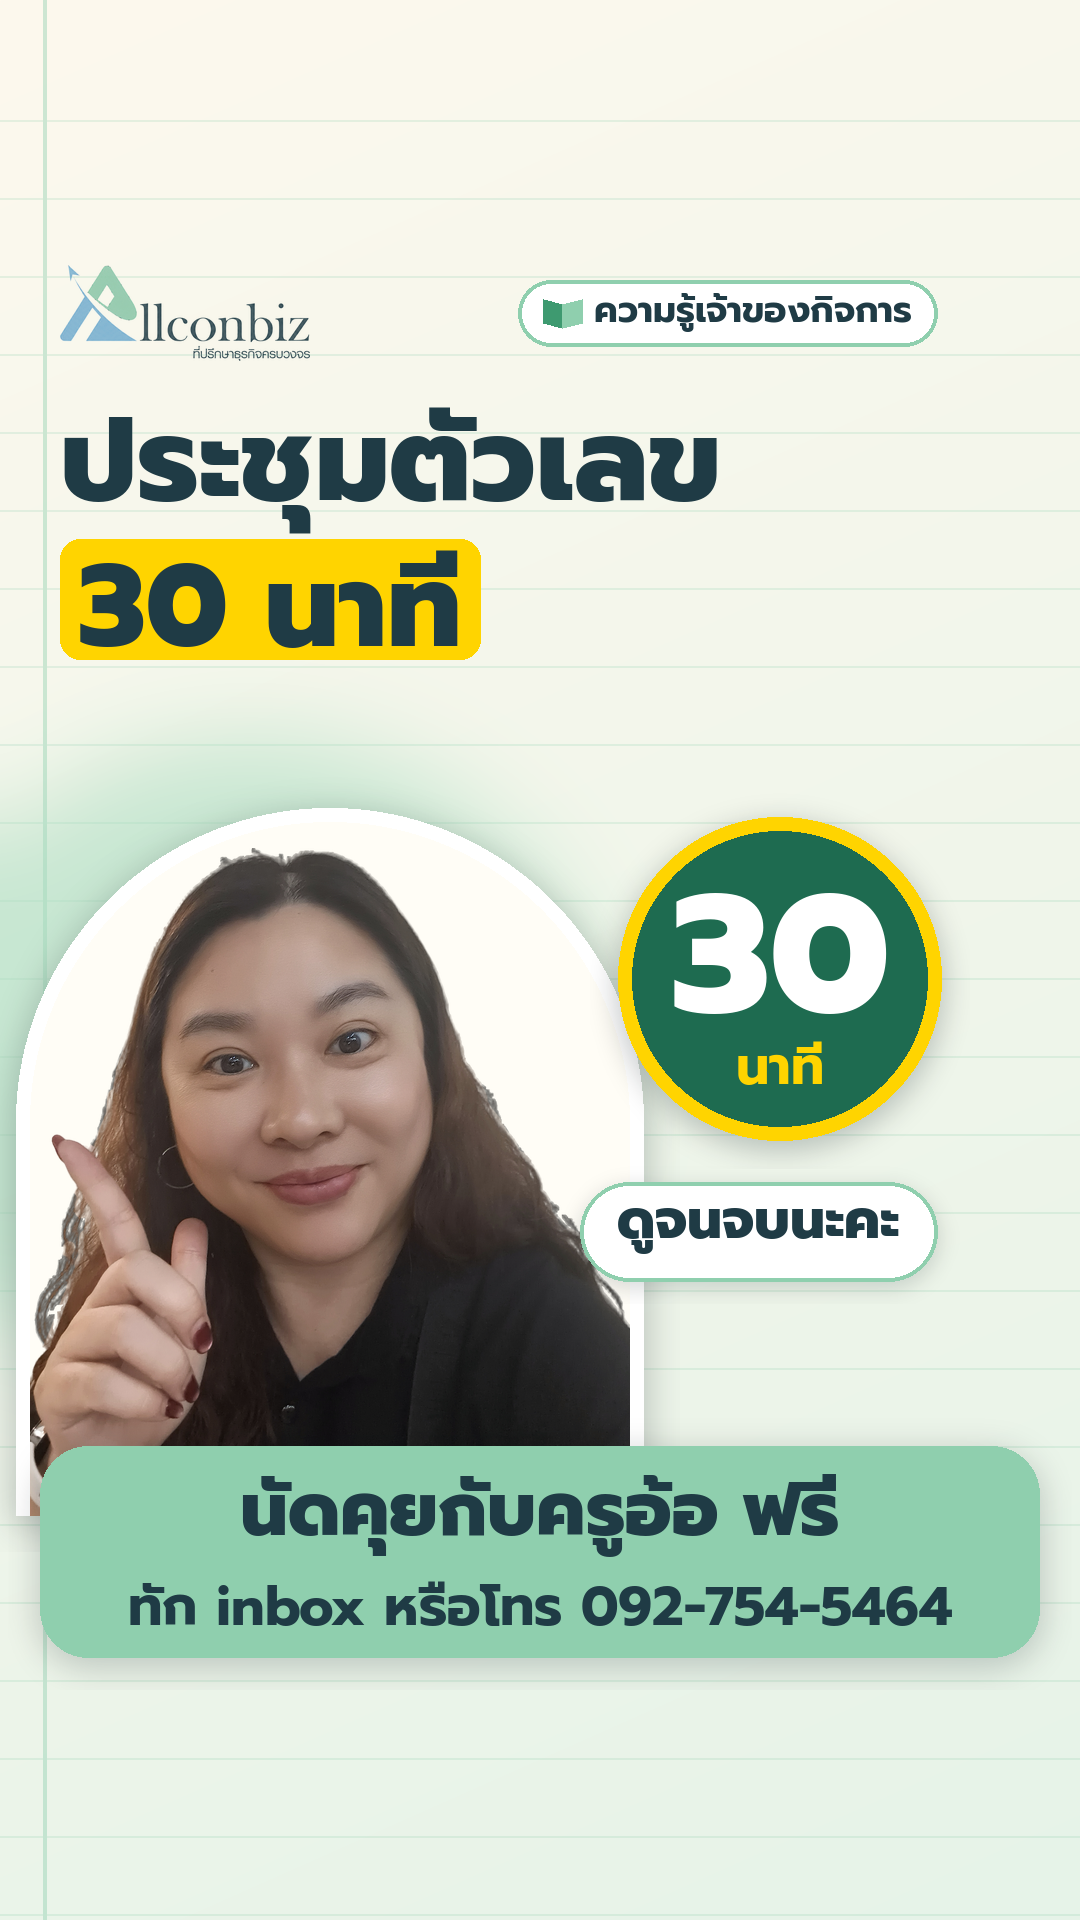 Allconbiz
ที่ปรึกษาธุรกิจครบวงจร
ความรู้เจ้าของกิจการ
ประชุมตัวเลข
30 นาที
30
นาที
ดูจนจบนะคะ
นัดคุยกับครูอ้อ ฟรี
ทัก inbox หรือโทร 092-754-5464